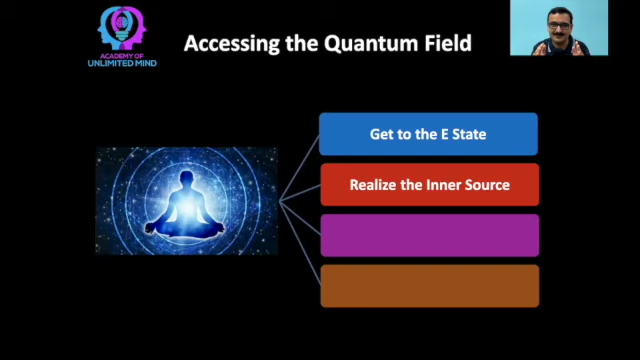 ACADEMY OF
UNLIMITED MIND
Accessing the Quantum Field
Get to the E State
Realize the Inner Source